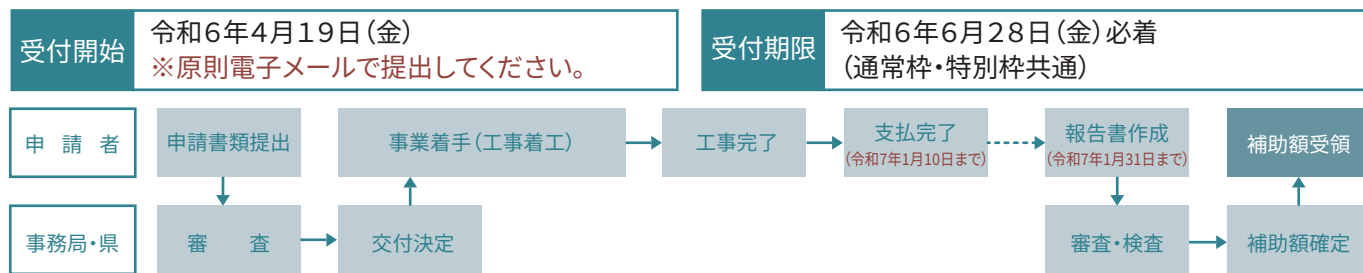 受付開始
令和６年４月１９日（金）
※原則電子メールで提出してください。
受付期限
令和６年６月２８日（金）必着
（通常枠・特別枠共通）
申　請　者
申請書類提出
事業着手（工事着工）
工事完了
支払完了
（令和7年1月10日まで）
報告書作成
（令和7年1月31日まで）
補助額受領
事務局・県
審　　査
交付決定
審査・検査
補助額確定